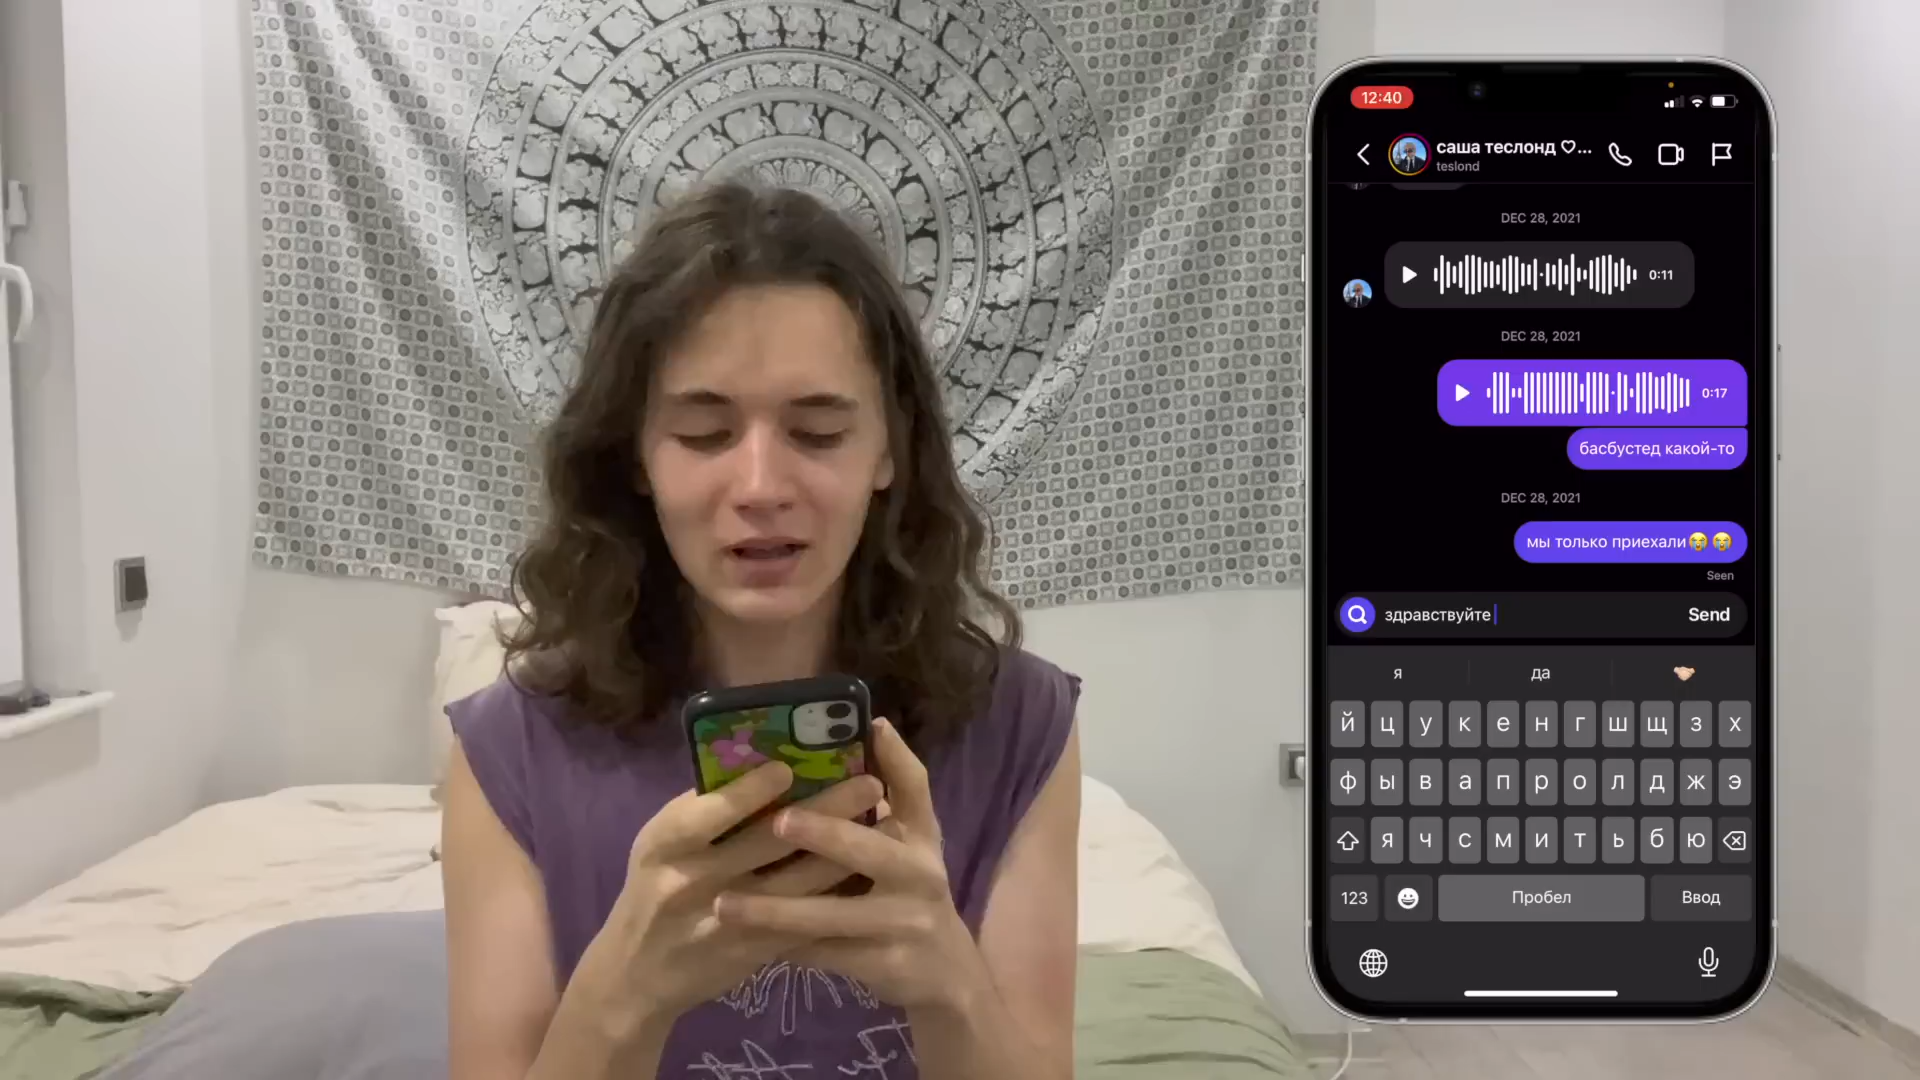 12:40
саша теслонд ♡...
teslond
DEC 28, 2021
0:11
DEC 28, 2021
0:17
басбустед какой-то
DEC 28, 2021
мы только приехали😭😭
Seen
здравствуйте
Send
я да 🤝🏻
й ц у к е н г ш щ з х
ф ы в а п р о л д ж э
я ч с м и т ь б ю
123 Пробел Ввод